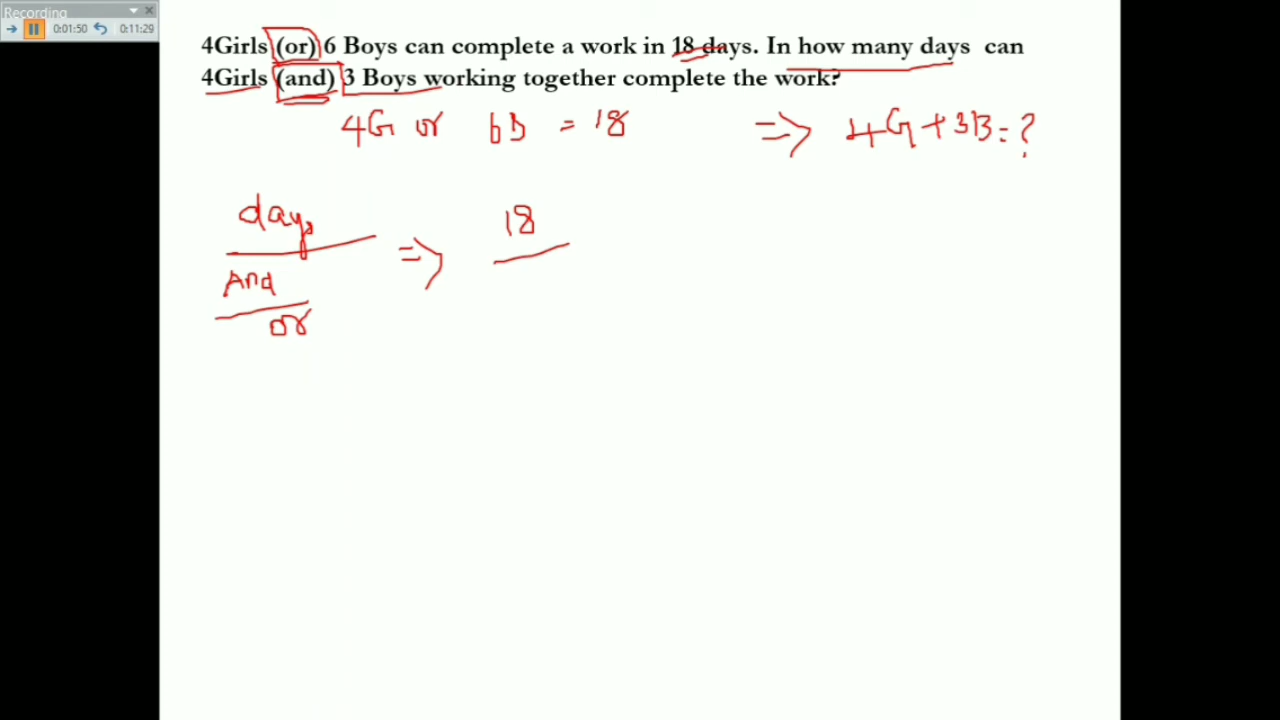 Recording
0:01:50 0:11:29
4Girls (or) 6 Boys can complete a work in 18 days. In how many days can
4Girls (and) 3 Boys working together complete the work?
4G or 6B = 18 => 4G+3B=?
days => 18
And
or